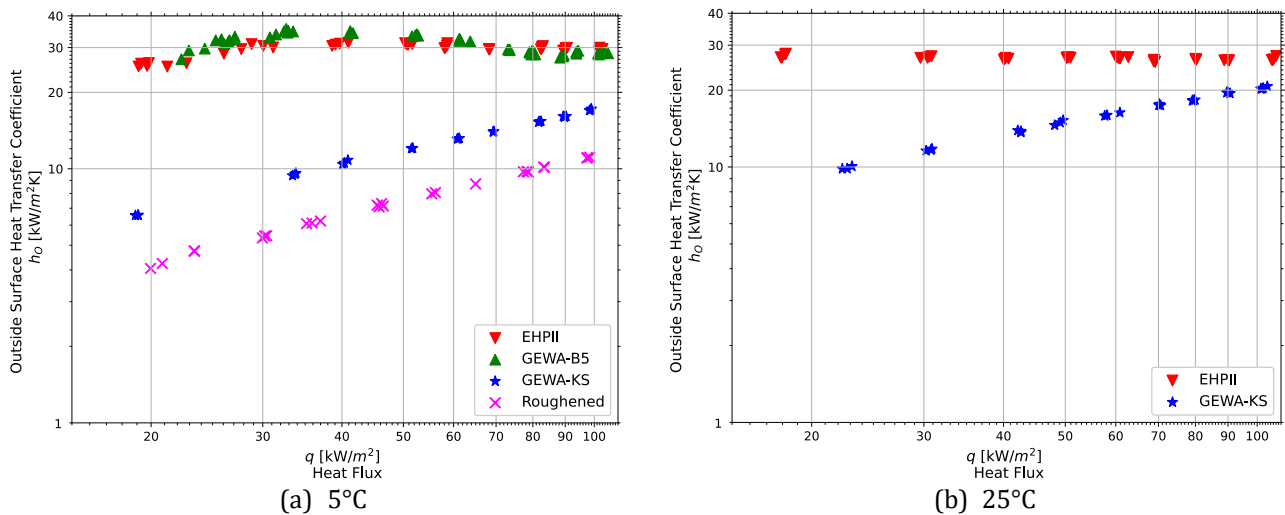 Outside Surface Heat Transfer Coefficient
h_O [kW/m²K]
40
30
20
10
1
20 30 40 50 60 70 80 90 100
q [kW/m²]
Heat Flux
EHPII
GEWA-B5
GEWA-KS
Roughened
(a) 5°C
Outside Surface Heat Transfer Coefficient
h_O [kW/m²K]
40
30
20
10
1
20 30 40 50 60 70 80 90 100
q [kW/m²]
Heat Flux
EHPII
GEWA-KS
(b) 25°C